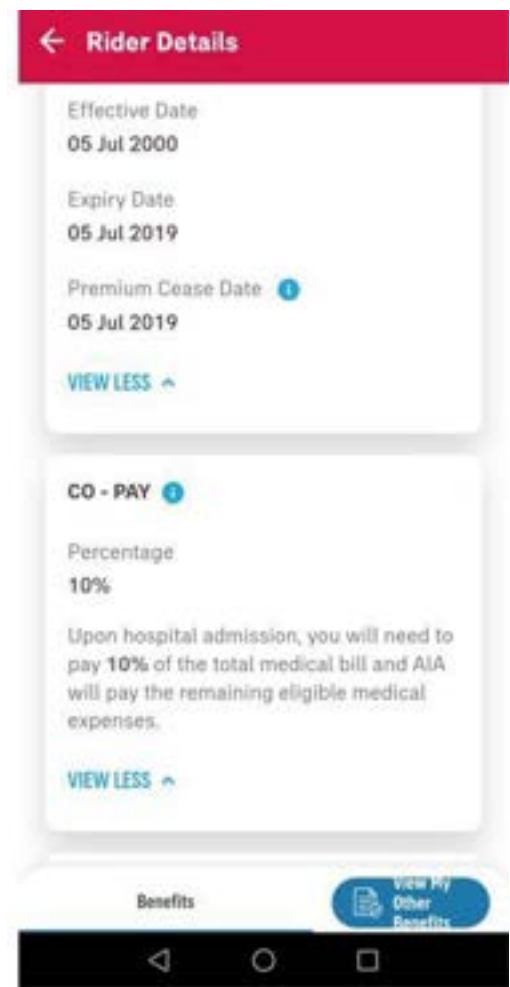 Rider Details
Effective Date
05 Jul 2000
Expiry Date
05 Jul 2019
Premium Cease Date
05 Jul 2019
VIEW LESS
CO - PAY
Percentage
10%
Upon hospital admission, you will need to
pay 10% of the total medical bill and AIA
will pay the remaining eligible medical
expenses.
VIEW LESS
Benefits
View My
Other
Benefits